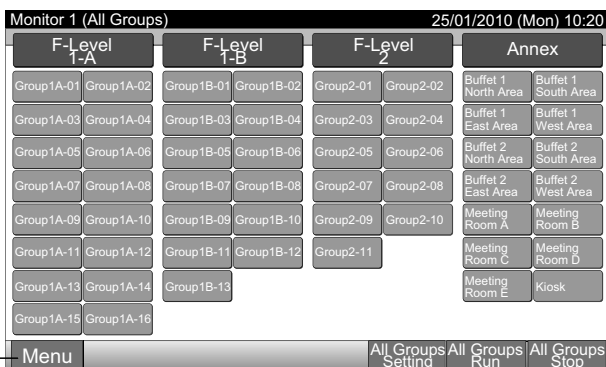 Monitor 1 (All Groups) 25/01/2010 (Mon) 10:20
F-Level
1-A
F-Level
1-B
F-Level
2
Annex
Group1A-01 Group1A-02 Group1B-01 Group1B-02 Group2-01 Group2-02
Buffet 1
North Area
Buffet 1
South Area
Group1A-03 Group1A-04 Group1B-03 Group1B-04 Group2-03 Group2-04
Buffet 1
East Area
Buffet 1
West Area
Group1A-05 Group1A-06 Group1B-05 Group1B-06 Group2-05 Group2-06
Buffet 2
North Area
Buffet 2
South Area
Group1A-07 Group1A-08 Group1B-07 Group1B-08 Group2-07 Group2-08
Buffet 2
East Area
Buffet 2
West Area
Group1A-09 Group1A-10 Group1B-09 Group1B-10 Group2-09 Group2-10
Meeting
Room A
Meeting
Room B
Group1A-11 Group1A-12 Group1B-11 Group1B-12 Group2-11
Meeting
Room C
Meeting
Room D
Group1A-13 Group1A-14 Group1B-13
Meeting
Room E
Kiosk
Group1A-15 Group1A-16
Menu
All Groups
Setting
All Groups
Run
All Groups
Stop